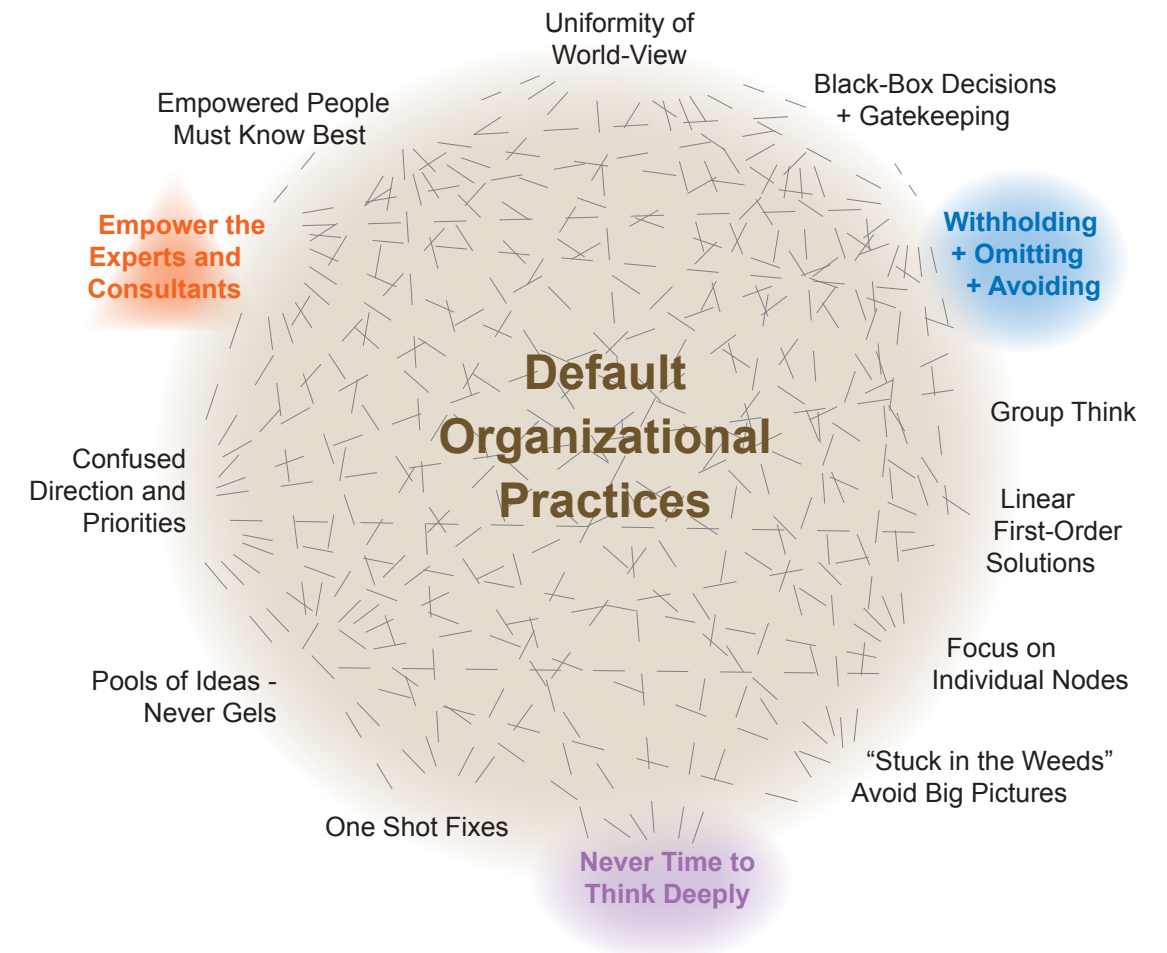 Uniformity of
World-View
Black-Box Decisions
+ Gatekeeping
Empowered People
Must Know Best
Empower the
Experts and
Consultants
Withholding
+ Omitting
+ Avoiding
Default
Organizational
Practices
Group Think
Confused
Direction and
Priorities
Linear
First-Order
Solutions
Focus on
Individual Nodes
Pools of Ideas -
Never Gels
“Stuck in the Weeds”
Avoid Big Pictures
One Shot Fixes
Never Time to
Think Deeply